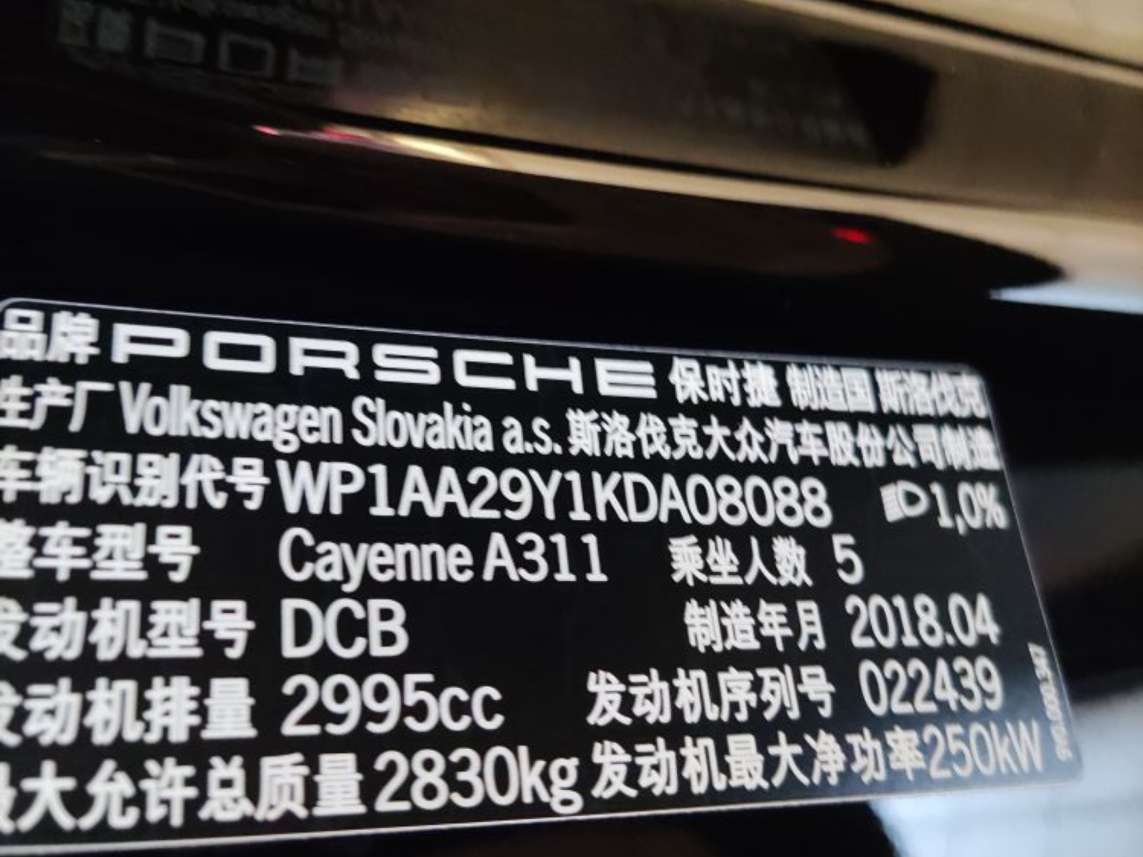 品牌 PORSCHE 保时捷 制造国 斯洛伐克
生产厂 Volkswagen Slovakia a.s. 斯洛伐克大众汽车股份公司制造
车辆识别代号 WP1AA29Y1KDA08088 1,0%
整车型号 Cayenne A311 乘坐人数 5
发动机型号 DCB 制造年月 2018.04
发动机排量 2995cc 发动机序列号 022439
最大允许总质量 2830kg 发动机最大净功率 250kW